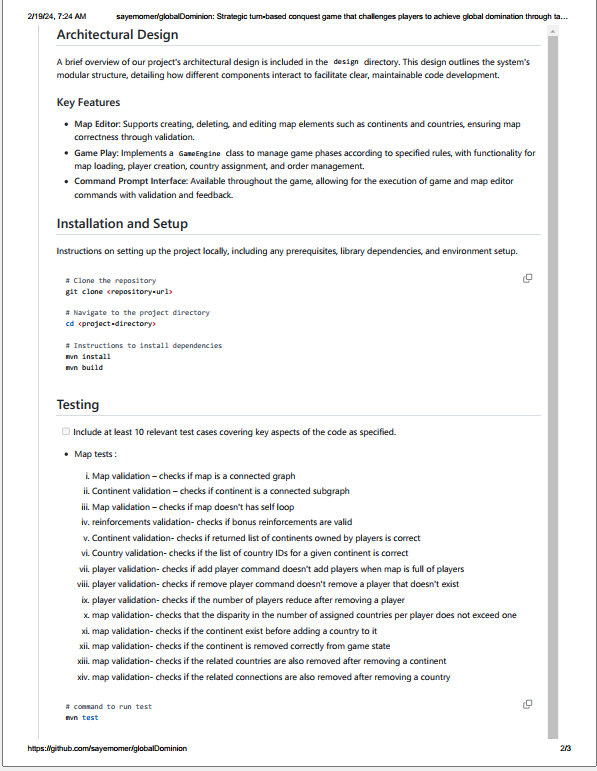 2/19/24, 7:24 AM sayemomer/globalDominion: Strategic turn-based conquest game that challenges players to achieve global domination through ta…
Architectural Design
A brief overview of our project's architectural design is included in the design directory. This design outlines the system's
modular structure, detailing how different components interact to facilitate clear, maintainable code development.
Key Features
• Map Editor: Supports creating, deleting, and editing map elements such as continents and countries, ensuring map
correctness through validation.
• Game Play: Implements a GameEngine class to manage game phases according to specified rules, with functionality for
map loading, player creation, country assignment, and order management.
• Command Prompt Interface: Available throughout the game, allowing for the execution of game and map editor
commands with validation and feedback.
Installation and Setup
Instructions on setting up the project locally, including any prerequisites, library dependencies, and environment setup.
# Clone the repository
git clone <repository-url>
# Navigate to the project directory
cd <project-directory>
# Instructions to install dependencies
mvn install
mvn build
Testing
Include at least 10 relevant test cases covering key aspects of the code as specified.
• Map tests :
i. Map validation – checks if map is a connected graph
ii. Continent validation – checks if continent is a connected subgraph
iii. Map validation – checks if map doesn't has self loop
iv. reinforcements validation- checks if bonus reinforcements are valid
v. Continent validation- checks if returned list of continents owned by players is correct
vi. Country validation- checks if the list of country IDs for a given continent is correct
vii. player validation- checks if add player command doesn't add players when map is full of players
viii. player validation- checks if remove player command doesn't remove a player that doesn't exist
ix. player validation- checks if the number of players reduce after removing a player
x. map validation- checks that the disparity in the number of assigned countries per player does not exceed one
xi. map validation- checks if the continent exist before adding a country to it
xii. map validation- checks if the continent is removed correctly from game state
xiii. map validation- checks if the related countries are also removed after removing a continent
xiv. map validation- checks if the related connections are also removed after removing a country
# command to run test
mvn test
https://github.com/sayemomer/globalDominion 2/3